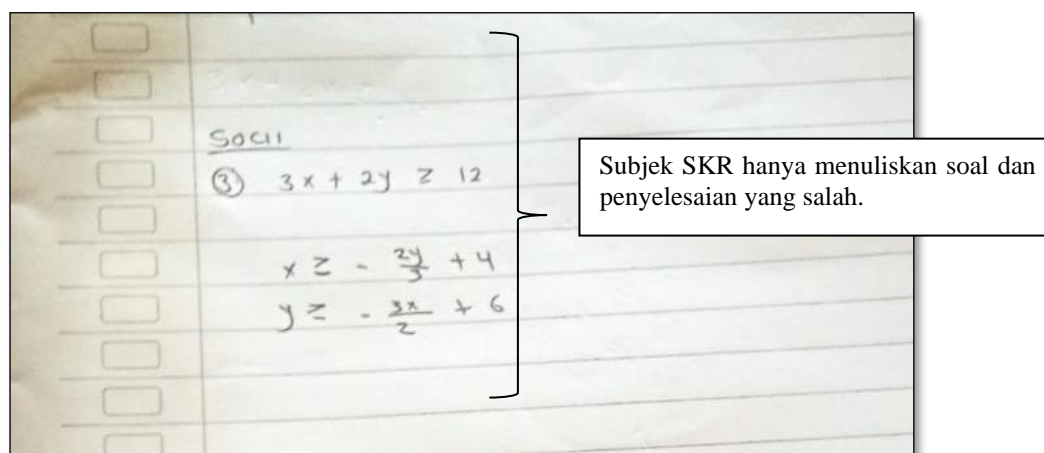 Soal
③ 3x + 2y ≥ 12
x ≥ - 2y/3 + 4
y ≥ - 3x/2 + 6
Subjek SKR hanya menuliskan soal dan
penyelesaian yang salah.